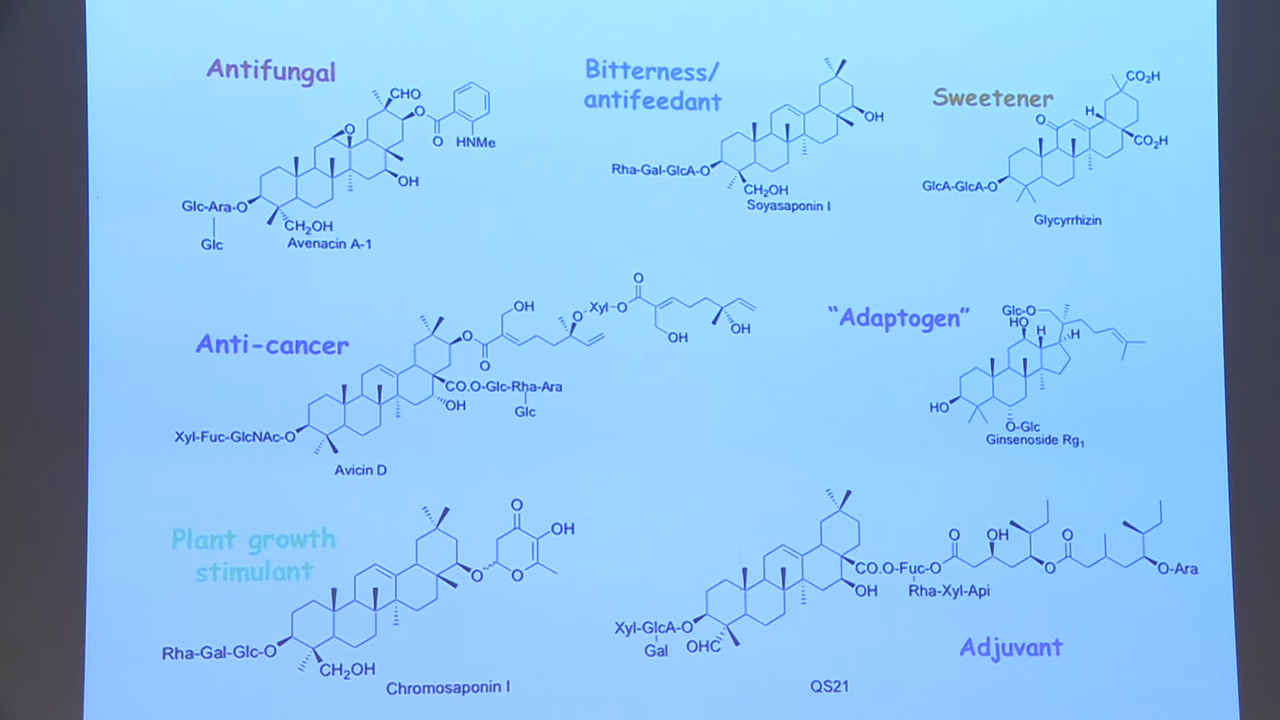 Antifungal
CHO
O
O
O
HNMe
OH
Glc-Ara-O
CH2OH
Glc
Avenacin A-1
Bitterness/
antifeedant
OH
Rha-Gal-GlcA-O
CH2OH
Soyasaponin I
Sweetener
CO2H
H
O
CO2H
GlcA-GlcA-O
Glycyrrhizin
Anti-cancer
OH
O
O
O
Xyl-O
O
OH
OH
CO.O-Glc-Rha-Ara
OH
Glc
Xyl-Fuc-GlcNAc-O
Avicin D
“Adaptogen”
Glc-O
HO
H
H
HO
O-Glc
Ginsenoside Rg1
Plant growth
stimulant
O
OH
O
O
Rha-Gal-Glc-O
CH2OH
Chromosaponin I
O
OH
O
CO.O-Fuc-O
O
O-Ara
OH
Rha-Xyl-Api
Xyl-GlcA-O
Gal
OHC
Adjuvant
QS21